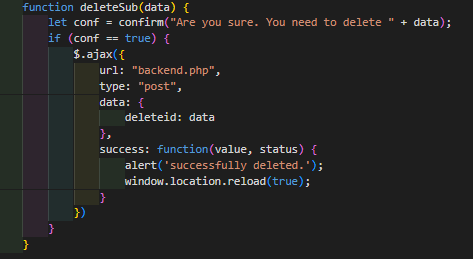 function deleteSub(data) {
    let conf = confirm("Are you sure. You need to delete " + data);
    if (conf == true) {
        $.ajax({
            url: "backend.php",
            type: "post",
            data: {
                deleteid: data
            },
            success: function(value, status) {
                alert('successfully deleted.');
                window.location.reload(true);
            }
        })
    }
}